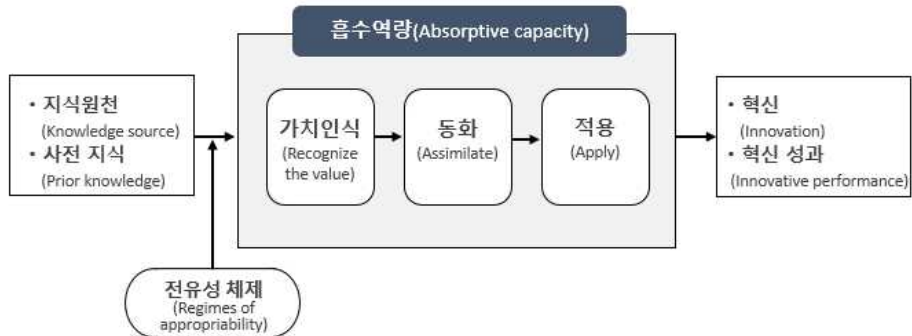 흡수역량(Absorptive capacity)
• 지식원천
(Knowledge source)
• 사전 지식
(Prior knowledge)
가치인식
(Recognize
the value)
동화
(Assimilate)
적용
(Apply)
• 혁신
(Innovation)
• 혁신 성과
(Innovative performance)
전유성 체제
(Regimes of
appropriability)